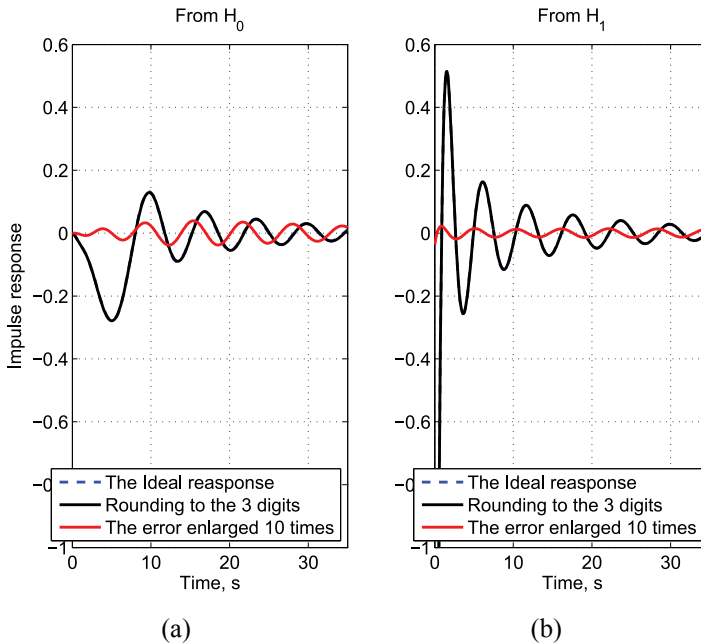 From H0
From H1
Impulse response
0.6
0.4
0.2
0
−0.2
−0.4
−0.6
−0
−1
0.6
0.4
0.2
0
−0.2
−0.4
−0.6
−0
−1
The Ideal reasponse
Rounding to the 3 digits
The error enlarged 10 times
The Ideal reasponse
Rounding to the 3 digits
The error enlarged 10 times
0 10 20 30
0 10 20 30
Time, s
Time, s
(a)
(b)